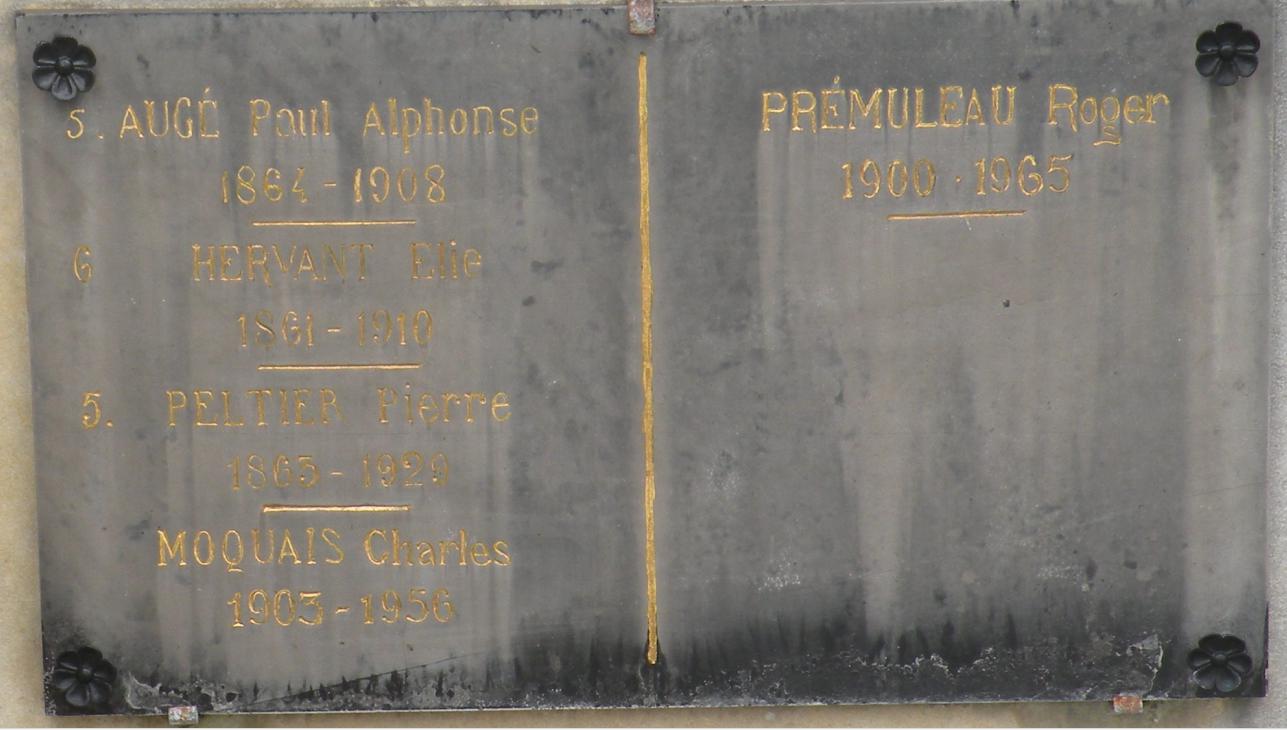 5. AUGÉ Paul Alphonse
1864 - 1908
6 HERVANT Elie
1861 - 1910
5. PELTIER Pierre
1865 - 1929
MOQUAIS Charles
1903 - 1956
PRÉMULEAU Roger
1900 · 1965